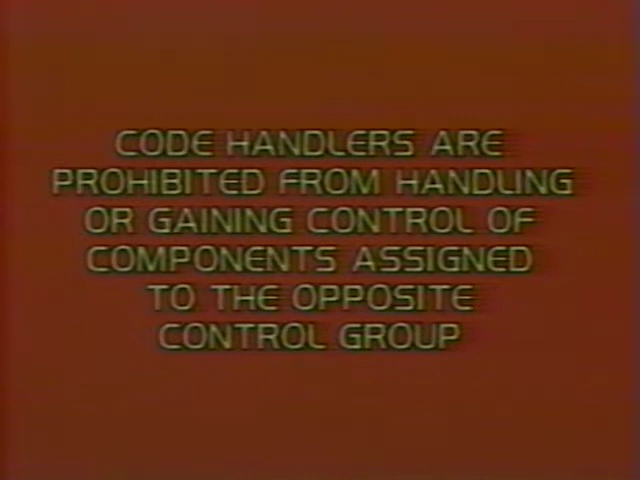 CODE HANDLERS ARE
PROHIBITED FROM HANDLING
OR GAINING CONTROL OF
COMPONENTS ASSIGNED
TO THE OPPOSITE
CONTROL GROUP